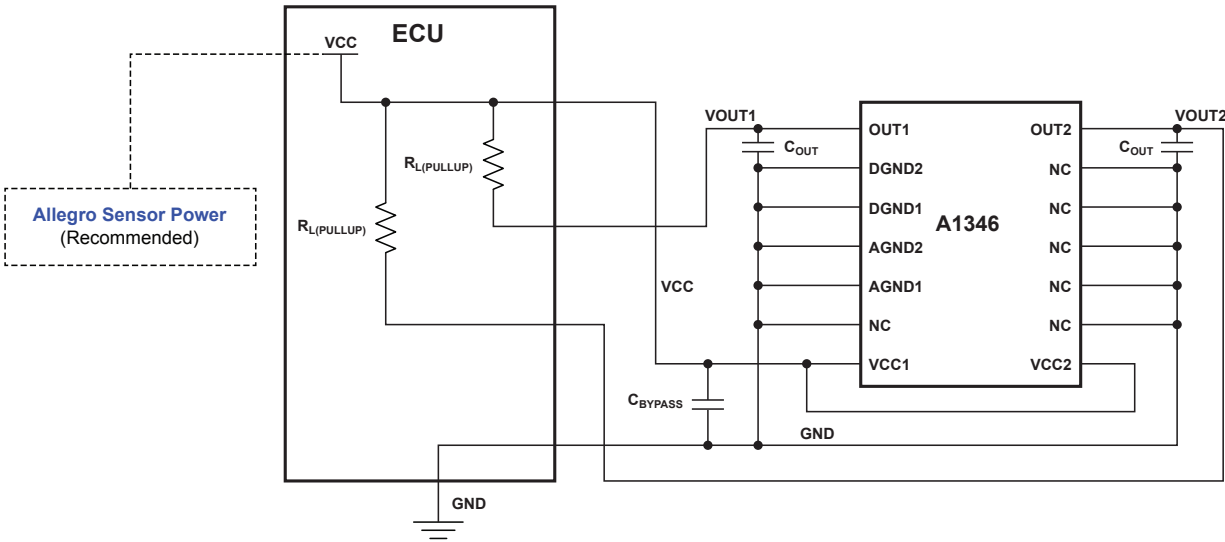 ECU
VCC
Allegro Sensor Power
(Recommended)
RL(PULLUP)
RL(PULLUP)
VCC
VOUT1
COUT
CBYPASS
GND
GND
A1346
OUT1
DGND2
DGND1
AGND2
AGND1
NC
VCC1
OUT2
NC
NC
NC
NC
NC
VCC2
VOUT2
COUT